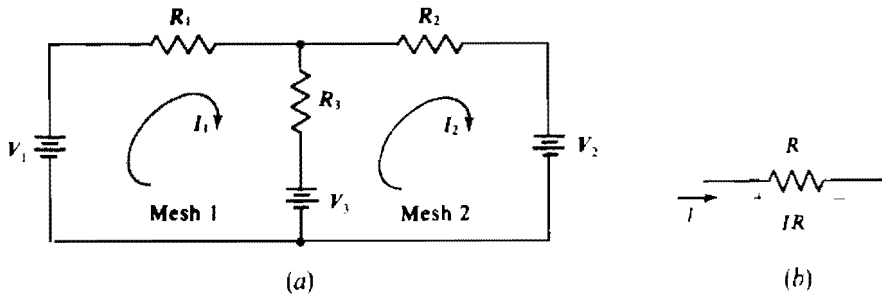 R₁ R₂
R₃
I₁ I₂
V₁ V₂
R
Mesh 1 V₃ Mesh 2
I + −
IR
(a) (b)